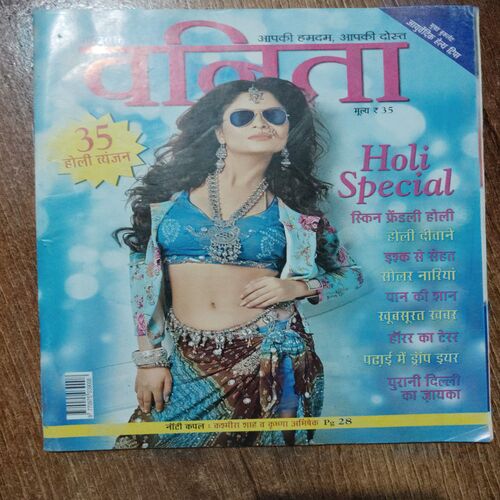 आपकी हमदम, आपकी दोस्त
वनिता
मूल्य ₹ 35
35
होली व्यंजन
Holi
Special
स्किन फ्रेंडली होली
होली दीवाने
इश्क से सेहत
सोलर नारियां
पान की शान
खूबसूरत खबर
हॉरर का टेरर
पढ़ाई में ड्रॉप इयर
पुरानी दिल्ली
का ज़ायका
नॉटी कपल : कश्मीरा शाह व कृष्णा अभिषेक Pg 28